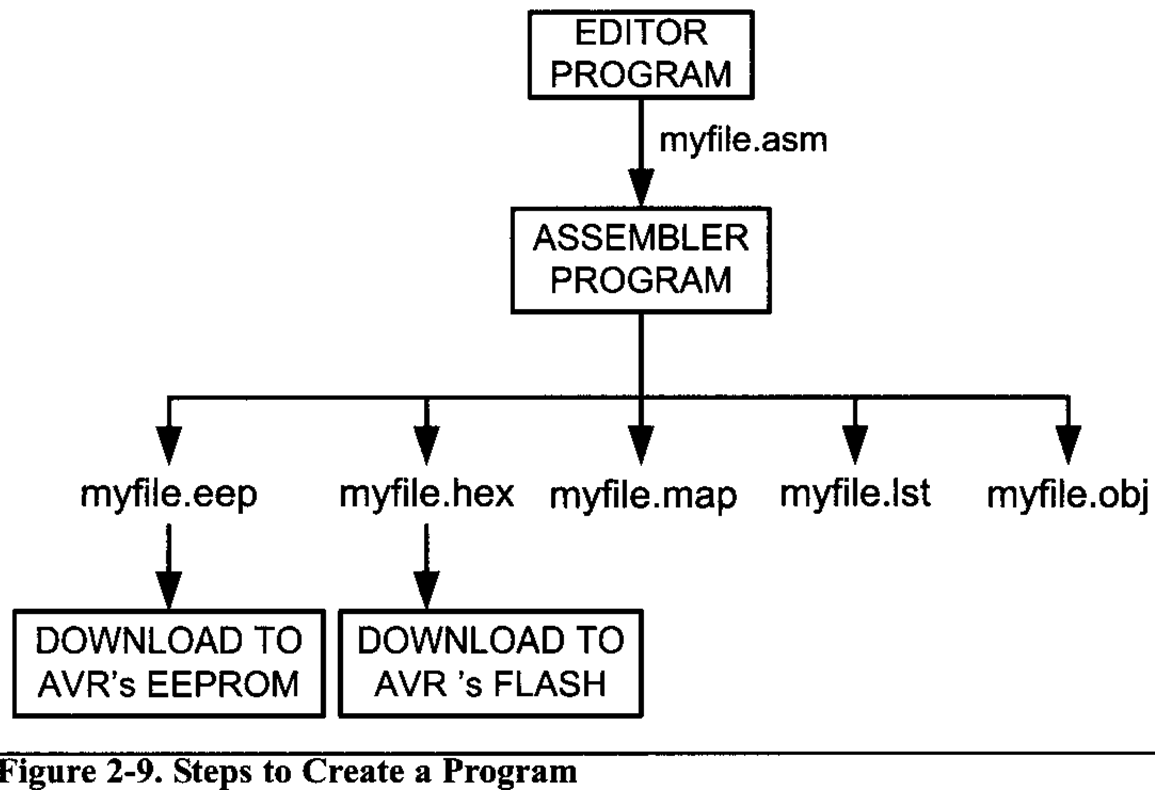 EDITOR
PROGRAM
myfile.asm
ASSEMBLER
PROGRAM
myfile.eep myfile.hex myfile.map myfile.lst myfile.obj
DOWNLOAD TO
AVR's EEPROM
DOWNLOAD TO
AVR 's FLASH
Figure 2-9. Steps to Create a Program